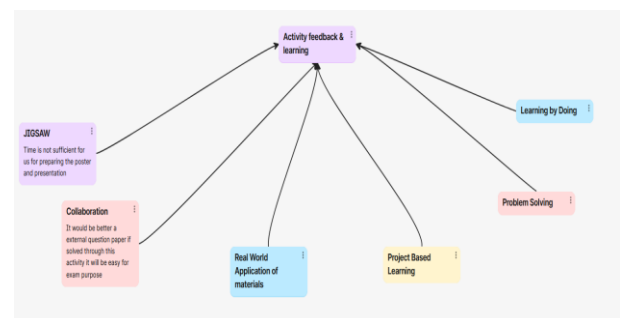 Activity feedback &
learning
Learning by Doing
JIGSAW
Time is not sufficient for
us for preparing the poster
and presentation
Problem Solving
Collaboration
It would be better a
external question paper if
solved through this
activity it will be easy for
exam purpose
Real World
Application of
materials
Project Based
Learning